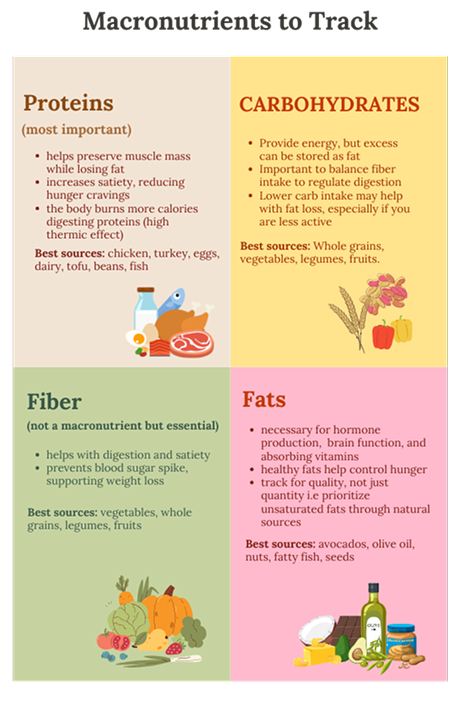 Macronutrients to Track
Proteins
(most important)
• helps preserve muscle mass
while losing fat
• increases satiety, reducing
hunger cravings
• the body burns more calories
digesting proteins (high
thermic effect)
Best sources: chicken, turkey, eggs,
dairy, tofu, beans, fish
CARBOHYDRATES
• Provide energy, but excess
can be stored as fat
• Important to balance fiber
intake to regulate digestion
• Lower carb intake may help
with fat loss, especially if you
are less active
Best sources: Whole grains,
vegetables, legumes, fruits.
Fiber
(not a macronutrient but essential)
• helps with digestion and satiety
• prevents blood sugar spike,
supporting weight loss
Best sources: vegetables, whole
grains, legumes, fruits
Fats
• necessary for hormone
production, brain function, and
absorbing vitamins
• healthy fats help control hunger
• track for quality, not just
quantity i.e prioritize
unsaturated fats through natural
sources
Best sources: avocados, olive oil,
nuts, fatty fish, seeds